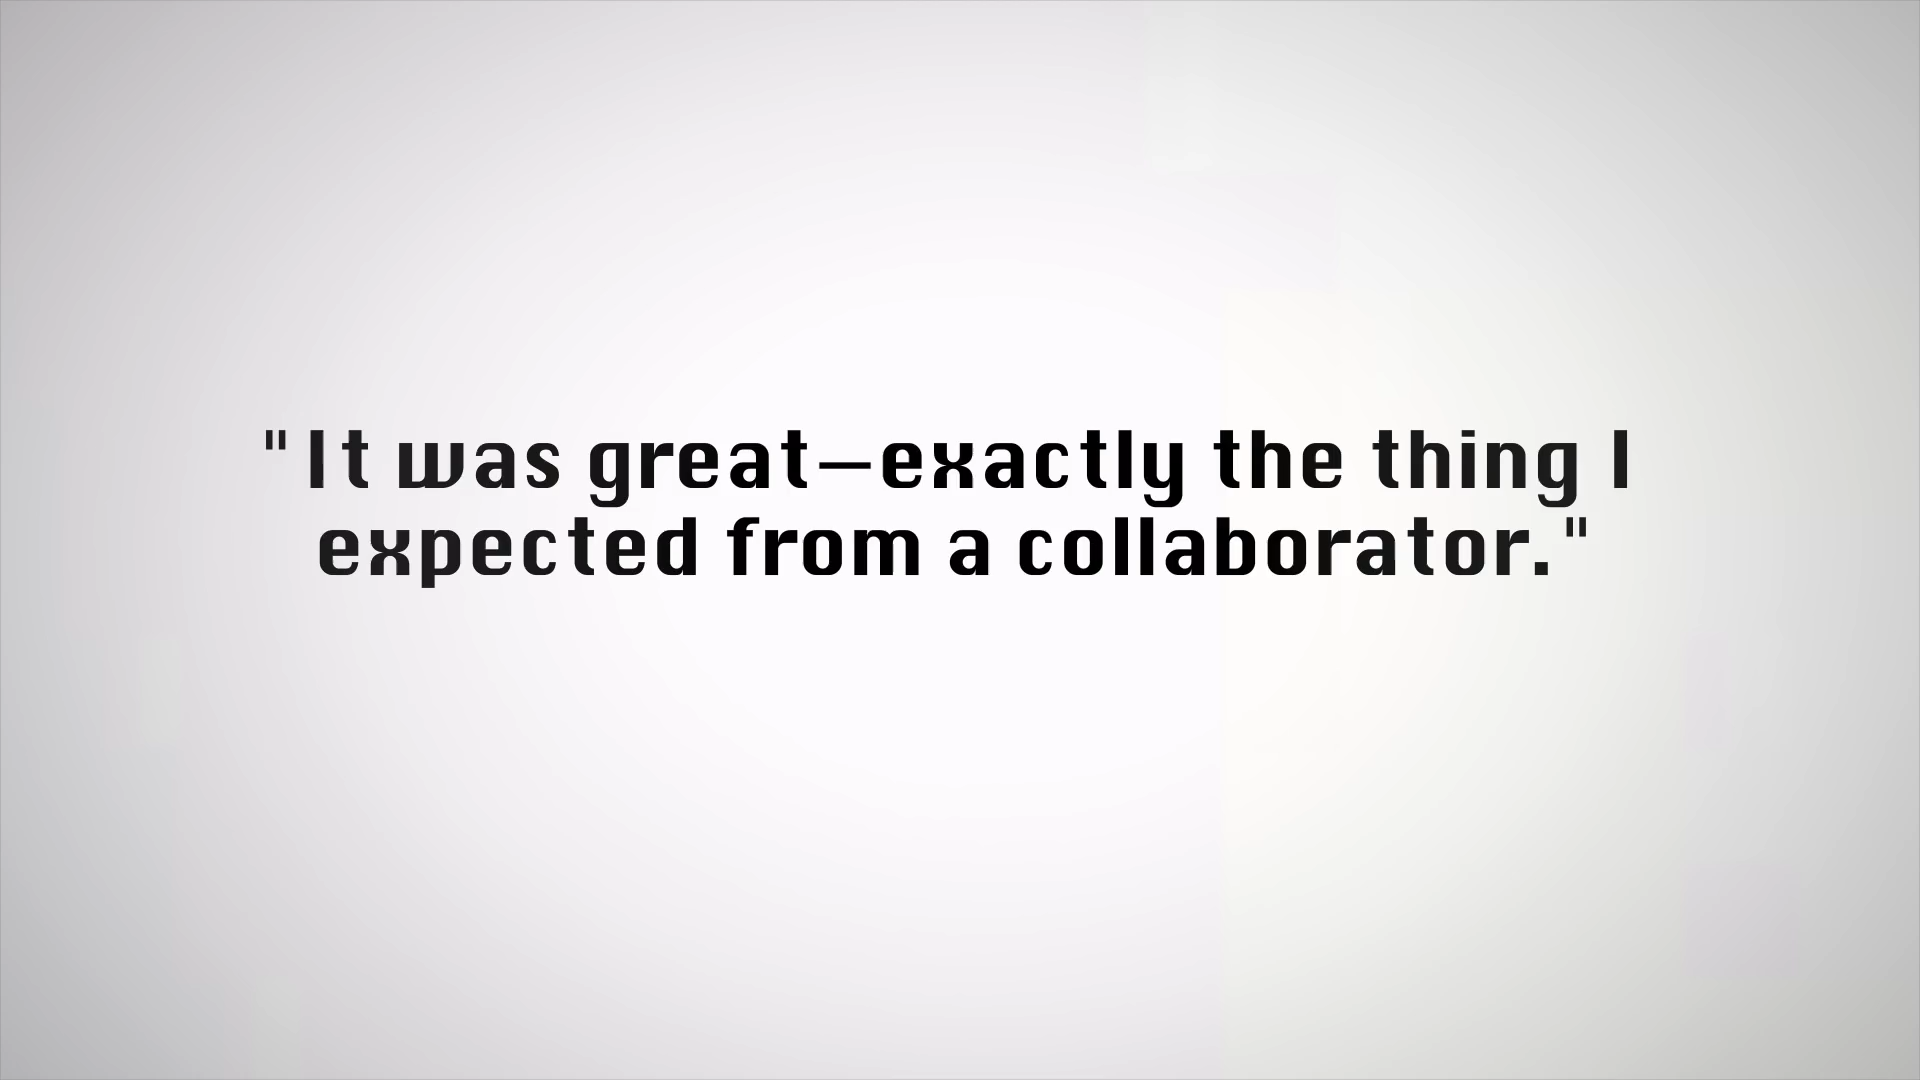 "It was great—exactly the thing I
expected from a collaborator."